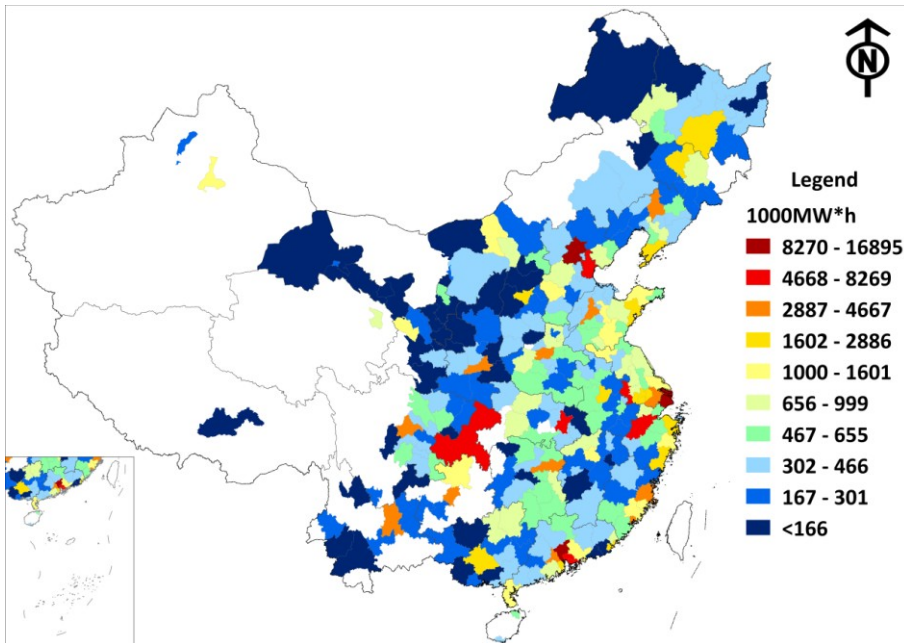 N
Legend
1000MW*h
8270 - 16895
4668 - 8269
2887 - 4667
1602 - 2886
1000 - 1601
656 - 999
467 - 655
302 - 466
167 - 301
<166